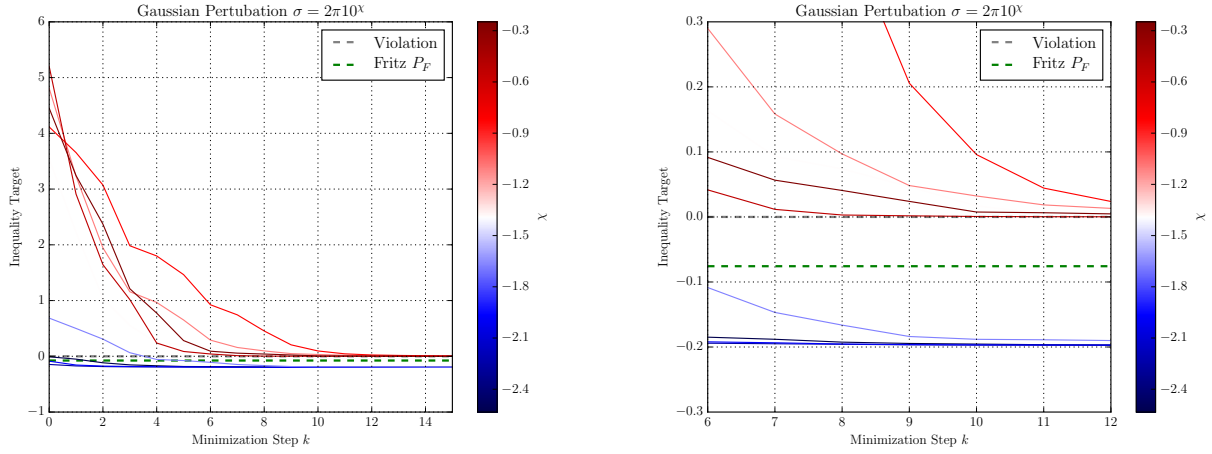 Gaussian Pertubation σ = 2π10^χ
6
5
4
3
2
1
0
−1
Inequality Target
0 2 4 6 8 10 12 14
Minimization Step k
Violation
Fritz P_F
−0.3
−0.6
−0.9
−1.2
−1.5
−1.8
−2.1
−2.4
χ
Gaussian Pertubation σ = 2π10^χ
0.3
0.2
0.1
0.0
−0.1
−0.2
−0.3
Inequality Target
6 7 8 9 10 11 12
Minimization Step k
Violation
Fritz P_F
−0.3
−0.6
−0.9
−1.2
−1.5
−1.8
−2.1
−2.4
χ